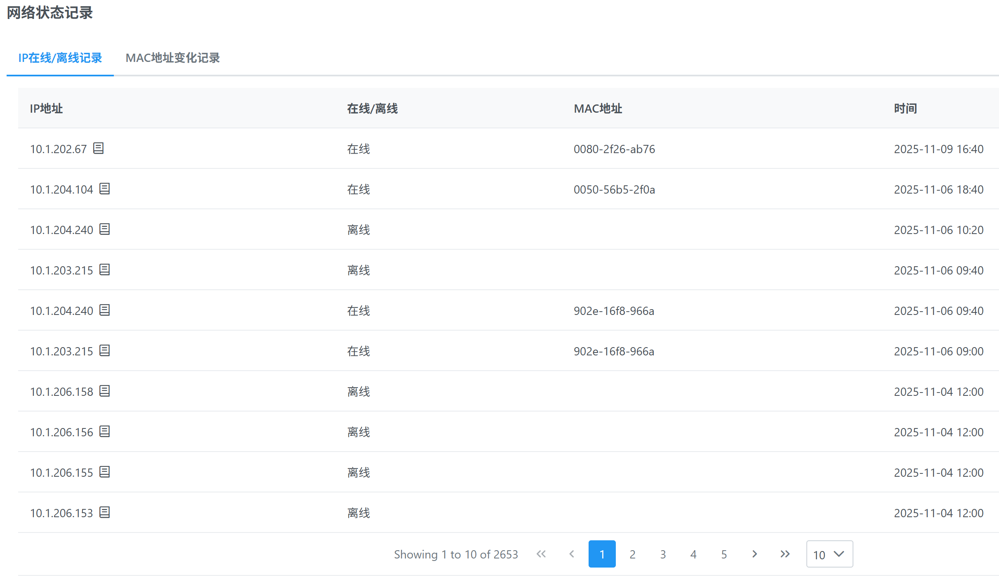 网络状态记录
IP在线/离线记录 MAC地址变化记录
IP地址 在线/离线 MAC地址 时间
10.1.202.67 在线 0080-2f26-ab76 2025-11-09 16:40
10.1.204.104 在线 0050-56b5-2f0a 2025-11-06 18:40
10.1.204.240 离线 2025-11-06 10:20
10.1.203.215 离线 2025-11-06 09:40
10.1.204.240 在线 902e-16f8-966a 2025-11-06 09:40
10.1.203.215 在线 902e-16f8-966a 2025-11-06 09:00
10.1.206.158 离线 2025-11-04 12:00
10.1.206.156 离线 2025-11-04 12:00
10.1.206.155 离线 2025-11-04 12:00
10.1.206.153 离线 2025-11-04 12:00
Showing 1 to 10 of 2653 1 2 3 4 5 10